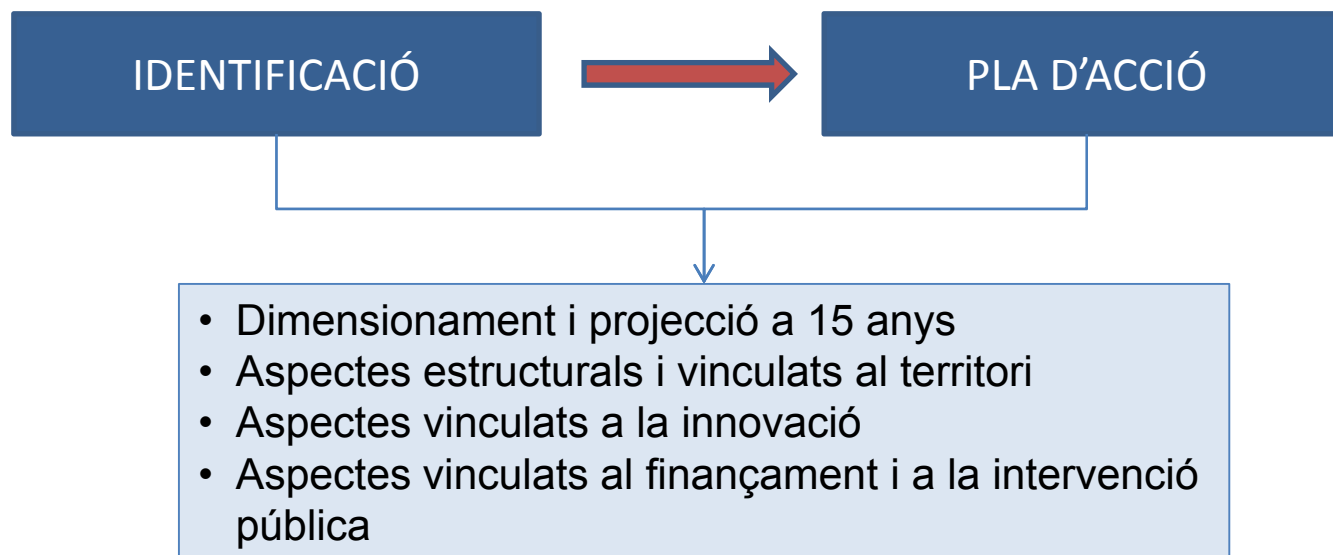 IDENTIFICACIÓ
PLA D’ACCIÓ
• Dimensionament i projecció a 15 anys
• Aspectes estructurals i vinculats al territori
• Aspectes vinculats a la innovació
• Aspectes vinculats al finançament i a la intervenció
pública